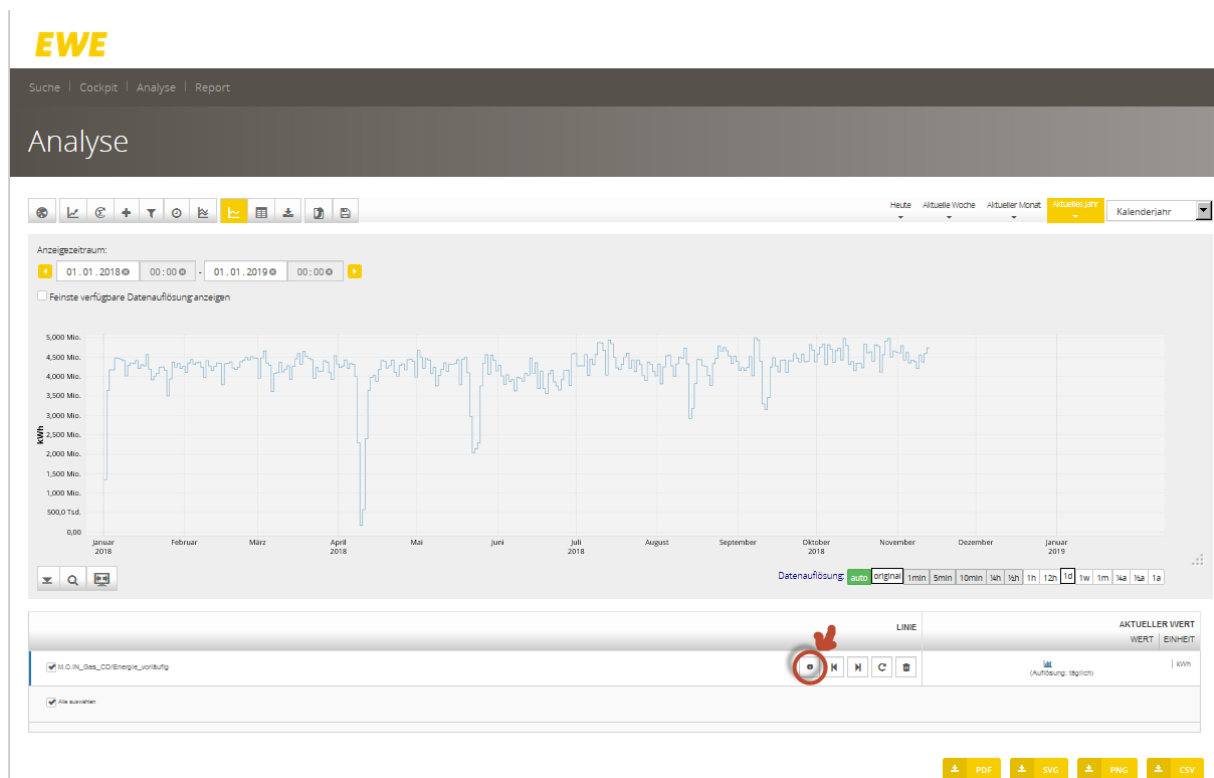 EWE
Suche | Cockpit | Analyse | Report
Analyse
Heute Aktuelle Woche Aktueller Monat Aktuelles Jahr Kalenderjahr
Anzeigezeitraum:
01.01.2018 00:00 - 01.01.2019 00:00
Feinste verfügbare Datenauflösung anzeigen
5,000 Mio.
4,500 Mio.
4,000 Mio.
3,500 Mio.
3,000 Mio.
2,500 Mio.
2,000 Mio.
1,500 Mio.
1,000 Mio.
500,0 Tsd.
0,00
kWh
Januar Februar März April Mai Juni Juli August September Oktober November Dezember Januar
2018 2018 2018 2018 2019
Datenauflösung: auto original 1min 5min 10min ¼h ½h 1h 12h 1d 1w 1m ¼a ½a 1a
LINIE AKTUELLER WERT
WERT | EINHEIT
M.O.IN_Gas_CO/Energie_vorläufig | kWh
(Auflösung: täglich)
Alle auswählen
PDF SVG PNG CSV